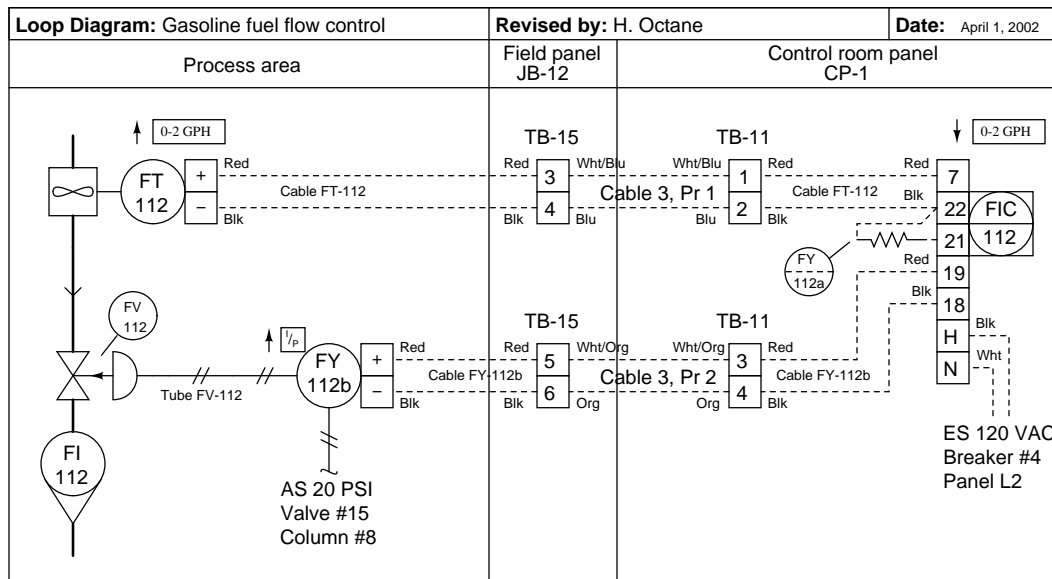 Loop Diagram: Gasoline fuel flow control
Revised by: H. Octane
Date: April 1, 2002
Process area
Field panel
JB-12
Control room panel
CP-1
0-2 GPH
TB-15
TB-11
0-2 GPH
FT
112
+
Red
Red
3
Wht/Blu
Wht/Blu
1
Red
Red
7
Cable FT-112
Cable 3, Pr 1
Cable FT-112
−
Blk
Blk
4
Blu
Blu
2
Blk
Blk
22
FIC
112
21
FY
112a
Red
19
Blk
18
FV
112
I/P
TB-15
TB-11
FY
112b
+
Red
Red
5
Wht/Org
Wht/Org
3
Red
H
Blk
Tube FV-112
Cable FY-112b
Cable 3, Pr 2
Cable FY-112b
−
Blk
Blk
6
Org
Org
4
Blk
N
Wht
FI
112
AS 20 PSI
Valve #15
Column #8
ES 120 VAC
Breaker #4
Panel L2